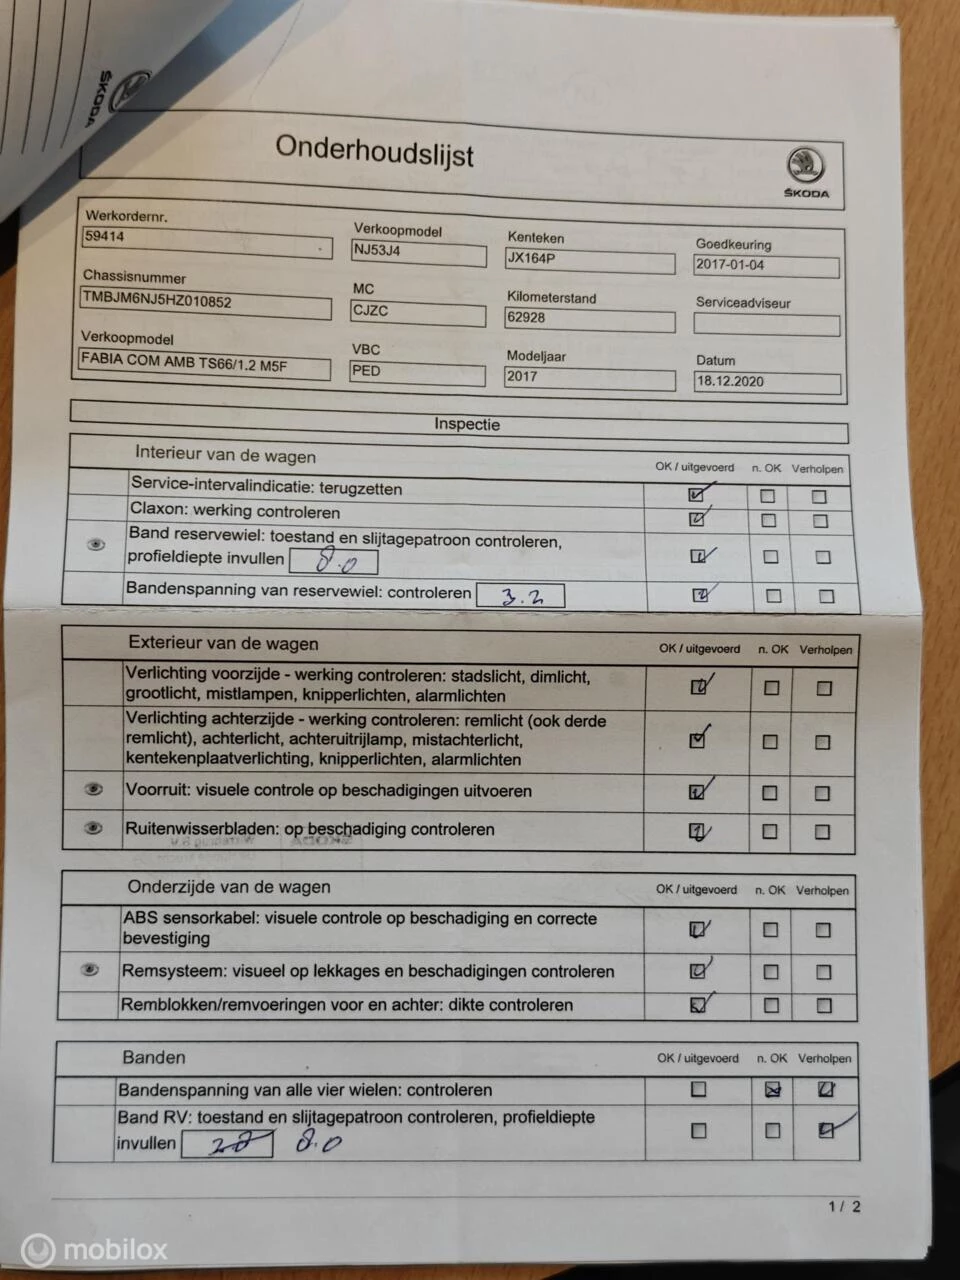 ŠKODA
Onderhoudslijst
ŠKODA
Werkordernr.
59414
Verkoopmodel
NJ53J4
Kenteken
JX164P
Goedkeuring
2017-01-04
Chassisnummer
TMBJM6NJ5HZ010852
MC
CJZC
Kilometerstand
62928
Serviceadviseur
Verkoopmodel
FABIA COM AMB TS66/1.2 M5F
VBC
PED
Modeljaar
2017
Datum
18.12.2020
Inspectie
Interieur van de wagen OK / uitgevoerd n. OK Verholpen
Service-intervalindicatie: terugzetten
Claxon: werking controleren
Band reservewiel: toestand en slijtagepatroon controleren,
profieldiepte invullen 8.0
Bandenspanning van reservewiel: controleren 3.2
Exterieur van de wagen OK / uitgevoerd n. OK Verholpen
Verlichting voorzijde - werking controleren: stadslicht, dimlicht,
grootlicht, mistlampen, knipperlichten, alarmlichten
Verlichting achterzijde - werking controleren: remlicht (ook derde
remlicht), achterlicht, achteruitrijlamp, mistachterlicht,
kentekenplaatverlichting, knipperlichten, alarmlichten
Voorruit: visuele controle op beschadigingen uitvoeren
Ruitenwisserbladen: op beschadiging controleren
Onderzijde van de wagen OK / uitgevoerd n. OK Verholpen
ABS sensorkabel: visuele controle op beschadiging en correcte
bevestiging
Remsysteem: visueel op lekkages en beschadigingen controleren
Remblokken/remvoeringen voor en achter: dikte controleren
Banden OK / uitgevoerd n. OK Verholpen
Bandenspanning van alle vier wielen: controleren
Band RV: toestand en slijtagepatroon controleren, profieldiepte
invullen 8.0
1 / 2
mobilox